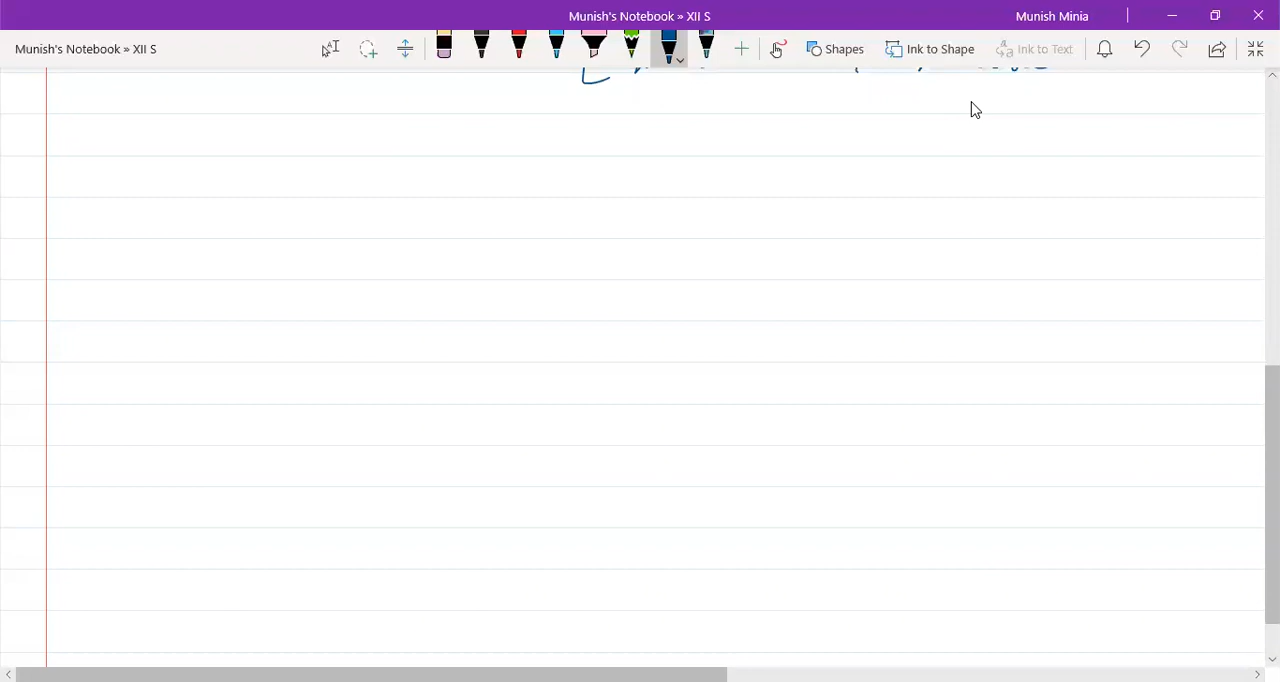 Munish's Notebook » XII S
Munish Minia
Munish's Notebook » XII S
Shapes
Ink to Shape
Ink to Text